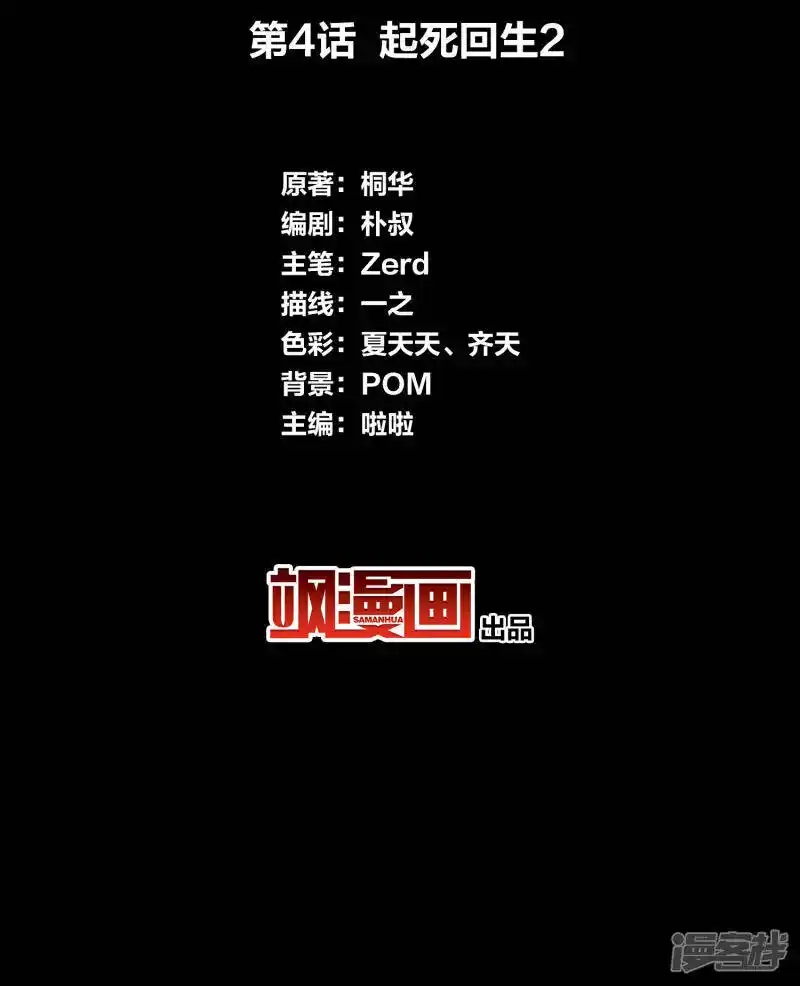 第4话 起死回生2
原著：桐华
编剧：朴叔
主笔：Zerd
描线：一之
色彩：夏天天、齐天
背景：POM
主编：啦啦
飒漫画 出品
SAMANHUA
漫客栈